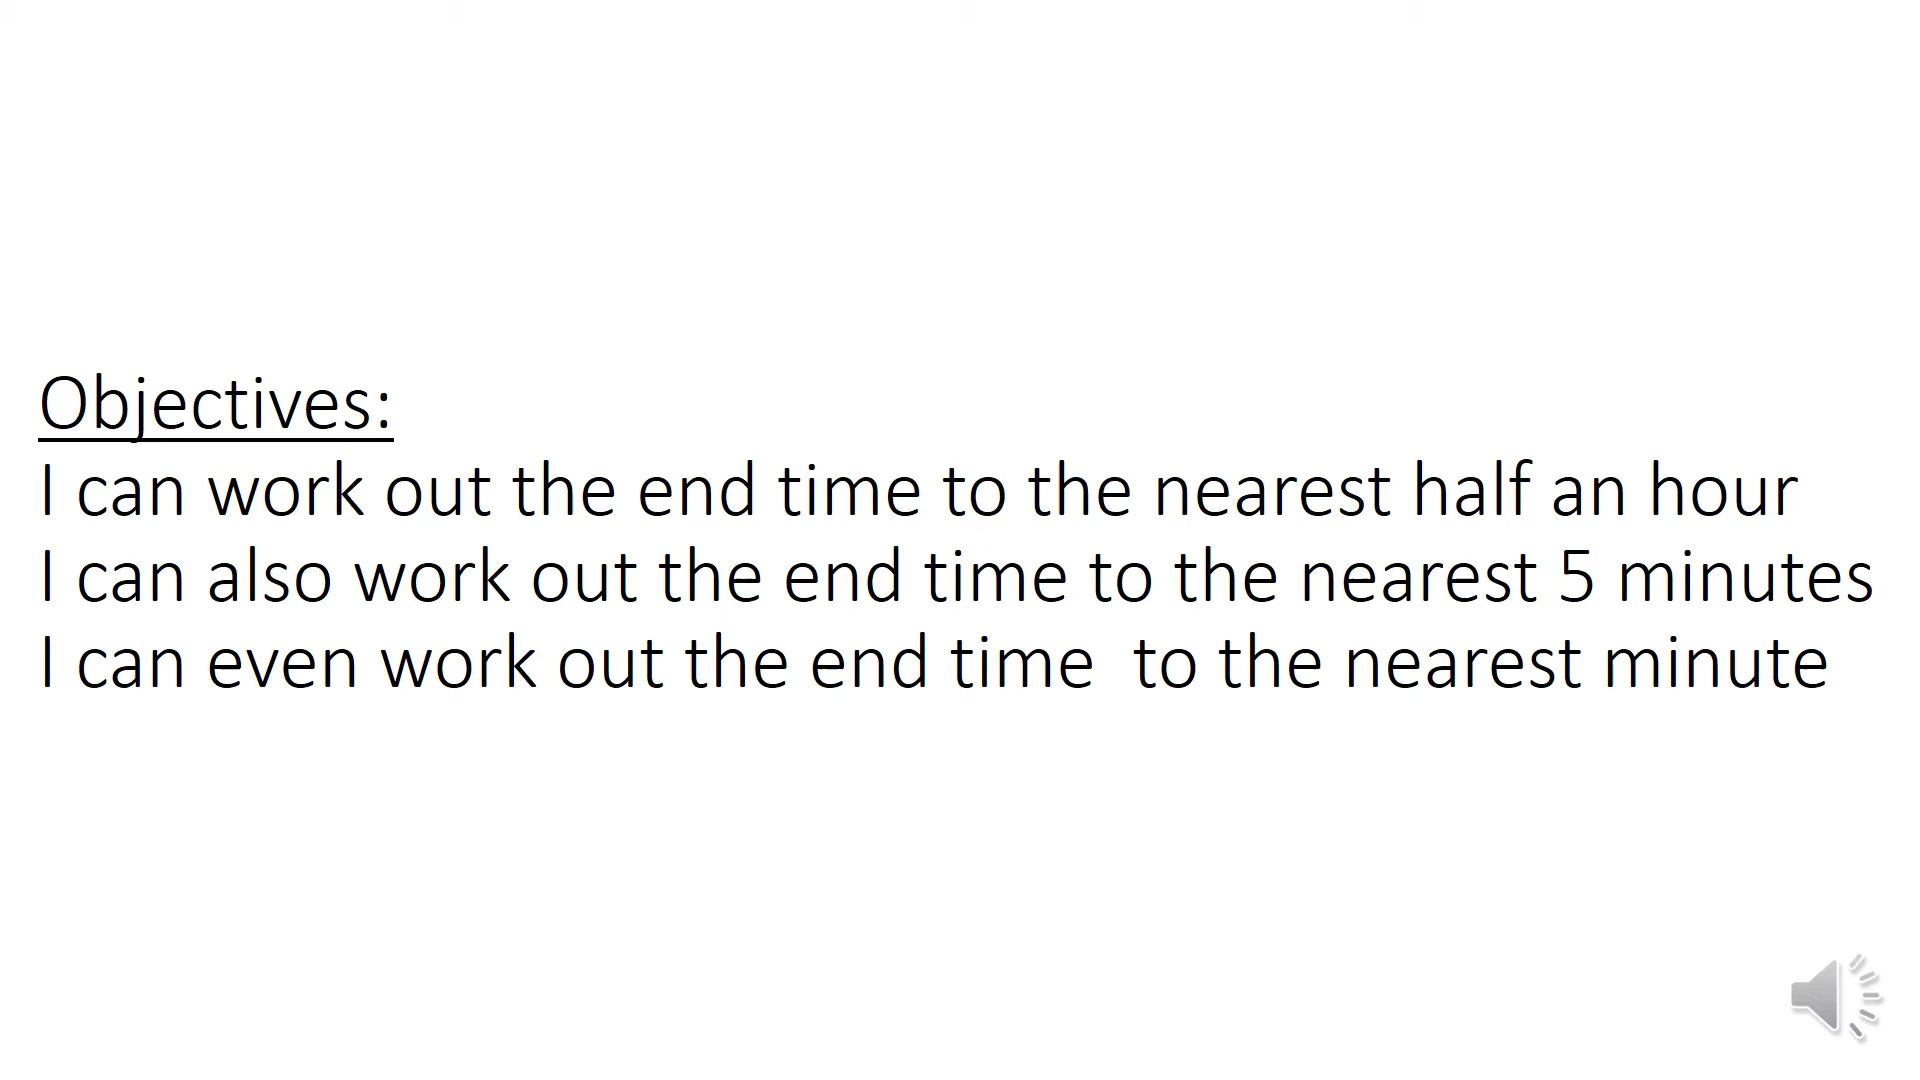 Objectives:
I can work out the end time to the nearest half an hour
I can also work out the end time to the nearest 5 minutes
I can even work out the end time  to the nearest minute